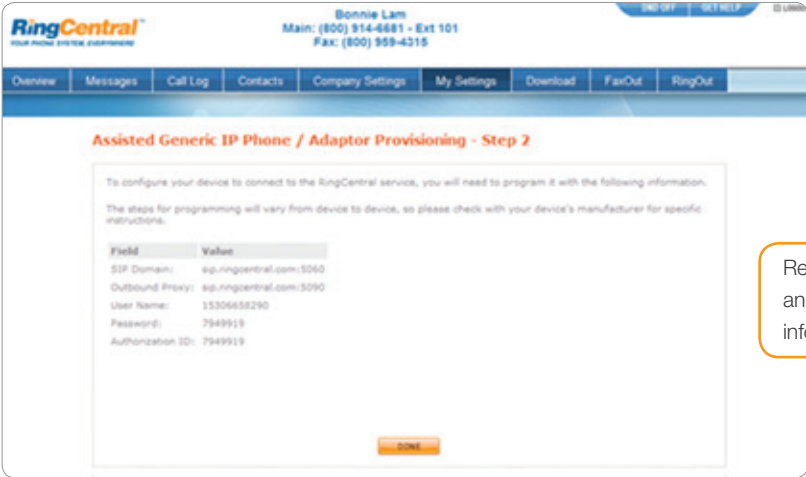 RingCentral™
YOUR PHONE SYSTEM, EVERYWHERE
Bonnie Lam
Main: (800) 914-6681 - Ext 101
Fax: (800) 959-4315
DND OFF GET HELP
Overview Messages Call Log Contacts Company Settings My Settings Download FaxOut RingOut
Assisted Generic IP Phone / Adaptor Provisioning - Step 2
To configure your device to connect to the RingCentral service, you will need to program it with the following information.
The steps for programming will vary from device to device, so please check with your device's manufacturer for specific
instructions.
Field Value
SIP Domain: sip.ringcentral.com:5060
Outbound Proxy: sip.ringcentral.com:5090
User Name: 15306658290
Password: 7949919
Authorization ID: 7949919
DONE
Re
an
inf